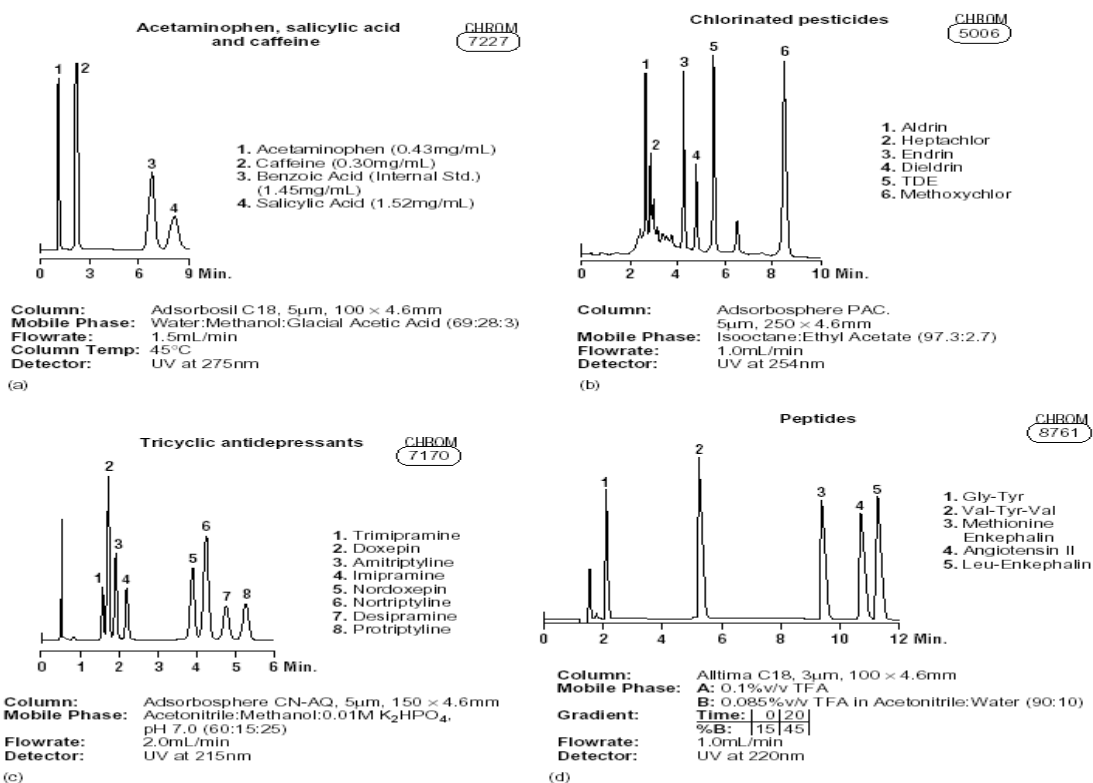 Acetaminophen, salicylic acid
and caffeine
CHROM
7227
1 2
3
4
1. Acetaminophen (0.43mg/mL)
2. Caffeine (0.30mg/mL)
3. Benzoic Acid (Internal Std.)
(1.45mg/mL)
4. Salicylic Acid (1.52mg/mL)
0 3 6 9 Min.
Column: Adsorbosil C18, 5µm, 100 × 4.6mm
Mobile Phase: Water:Methanol:Glacial Acetic Acid (69:28:3)
Flowrate: 1.5mL/min
Column Temp: 45°C
Detector: UV at 275nm
(a)
Chlorinated pesticides
CHROM
5006
1 2 3 4 5 6
1. Aldrin
2. Heptachlor
3. Endrin
4. Dieldrin
5. TDE
6. Methoxychlor
0 2 4 6 8 10 Min.
Column: Adsorbosphere PAC.
5µm, 250 × 4.6mm
Mobile Phase: Isooctane:Ethyl Acetate (97.3:2.7)
Flowrate: 1.0mL/min
Detector: UV at 254nm
(b)
Tricyclic antidepressants
CHROM
7170
1 2 3 4 5 6 7 8
1. Trimipramine
2. Doxepin
3. Amitriptyline
4. Imipramine
5. Nordoxepin
6. Nortriptyline
7. Desipramine
8. Protriptyline
0 1 2 3 4 5 6 Min.
Column: Adsorbosphere CN-AQ, 5µm, 150 × 4.6mm
Mobile Phase: Acetonitrile:Methanol:0.01M K₂HPO₄,
pH 7.0 (60:15:25)
Flowrate: 2.0mL/min
Detector: UV at 215nm
(c)
Peptides
CHROM
8761
1 2 3 4 5
1. Gly-Tyr
2. Val-Tyr-Val
3. Methionine
Enkephalin
4. Angiotensin II
5. Leu-Enkephalin
0 2 4 6 8 10 12 Min.
Column: Alltima C18, 3µm, 100 × 4.6mm
Mobile Phase: A: 0.1%v/v TFA
B: 0.085%v/v TFA in Acetonitrile:Water (90:10)
Gradient: Time: 0 20
%B: 15 45
Flowrate: 1.0mL/min
Detector: UV at 220nm
(d)